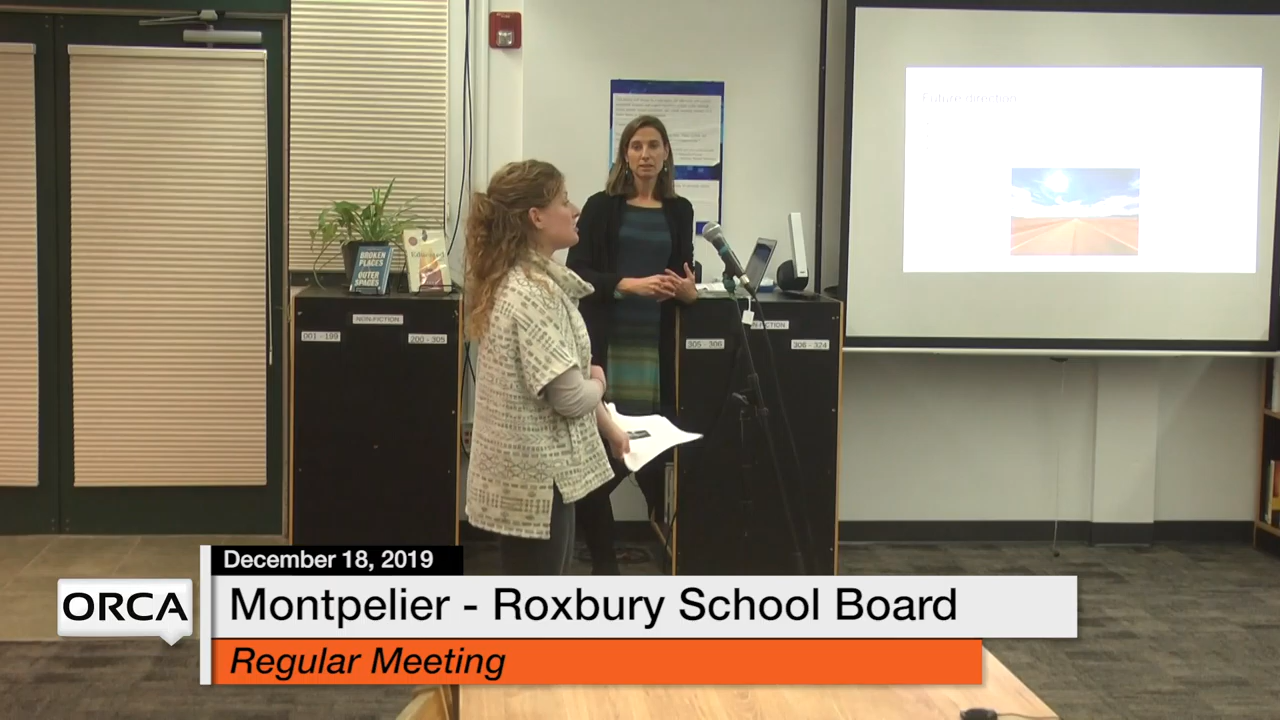 Future direction
BROKEN
PLACES
OUTER
SPACES
Educated
NON-FICTION
001 - 199
200 - 305
305 - 306
306 - 324
December 18, 2019
ORCA
Montpelier - Roxbury School Board
Regular Meeting